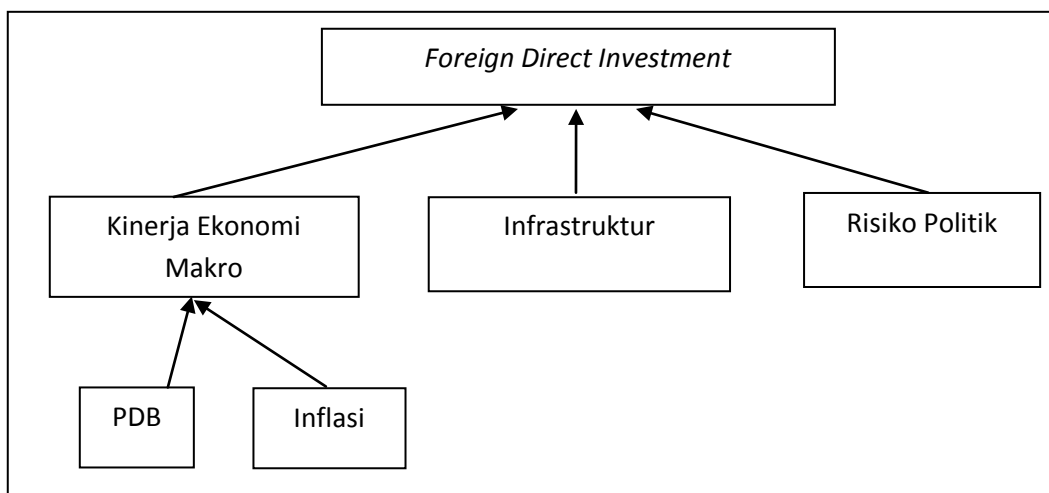 Foreign Direct Investment
Kinerja Ekonomi
Makro
Infrastruktur
Risiko Politik
PDB
Inflasi